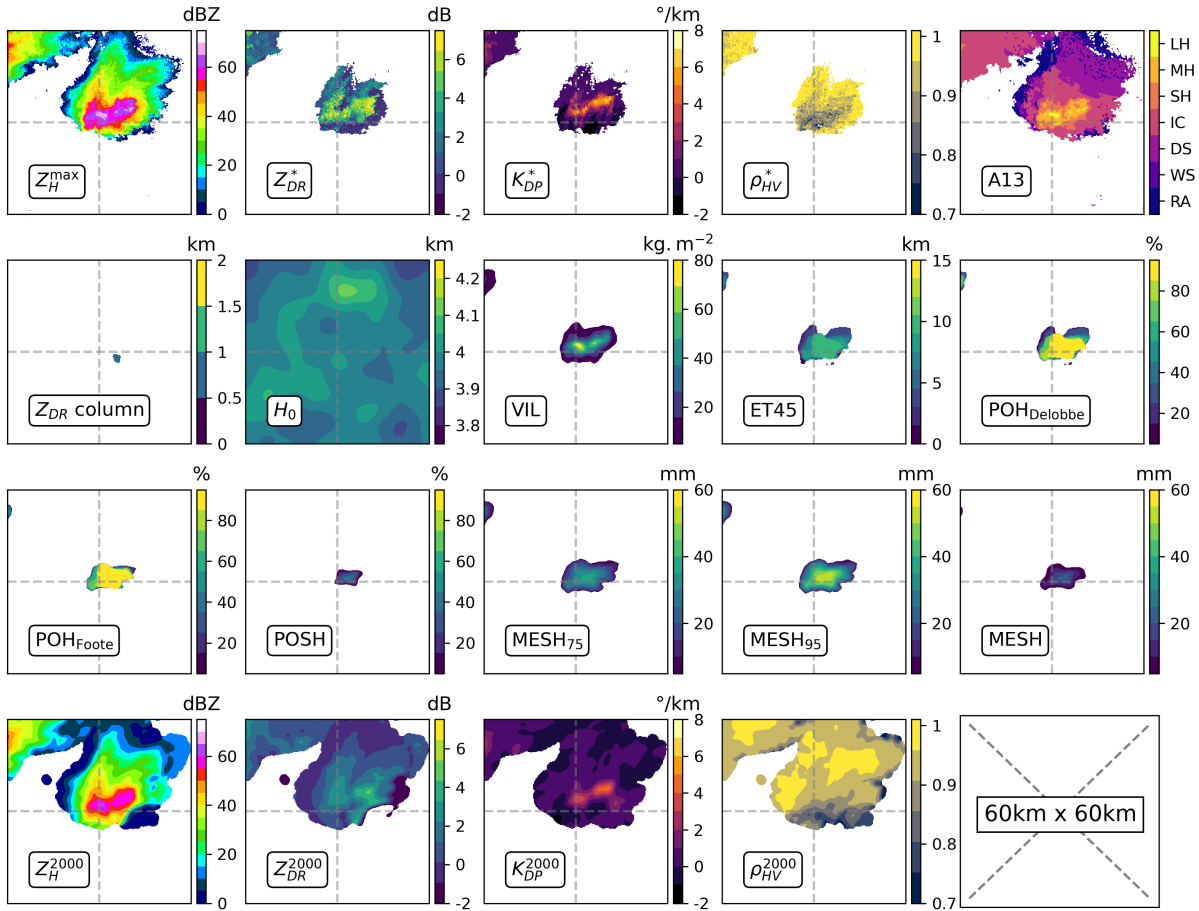 dBZ
60
40
20
0
Z_H^max
dB
6
4
2
0
-2
Z_DR^*
°/km
8
6
4
2
0
-2
K_DP^*
1
0.9
0.8
0.7
ρ_HV^*
LH
MH
SH
IC
DS
WS
RA
A13
km
2
1.5
1
0.5
0
Z_DR column
km
4.2
4.1
4
3.9
3.8
H_0
kg.m^-2
80
60
40
20
VIL
km
15
10
5
0
ET45
%
80
60
40
20
POH_Delobbe
%
80
60
40
20
POH_Foote
%
80
60
40
20
POSH
mm
60
40
20
MESH_75
mm
60
40
20
MESH_95
mm
60
40
20
MESH
dBZ
60
40
20
0
Z_H^2000
dB
6
4
2
0
-2
Z_DR^2000
°/km
8
6
4
2
0
-2
K_DP^2000
1
0.9
0.8
0.7
ρ_HV^2000
60km x 60km